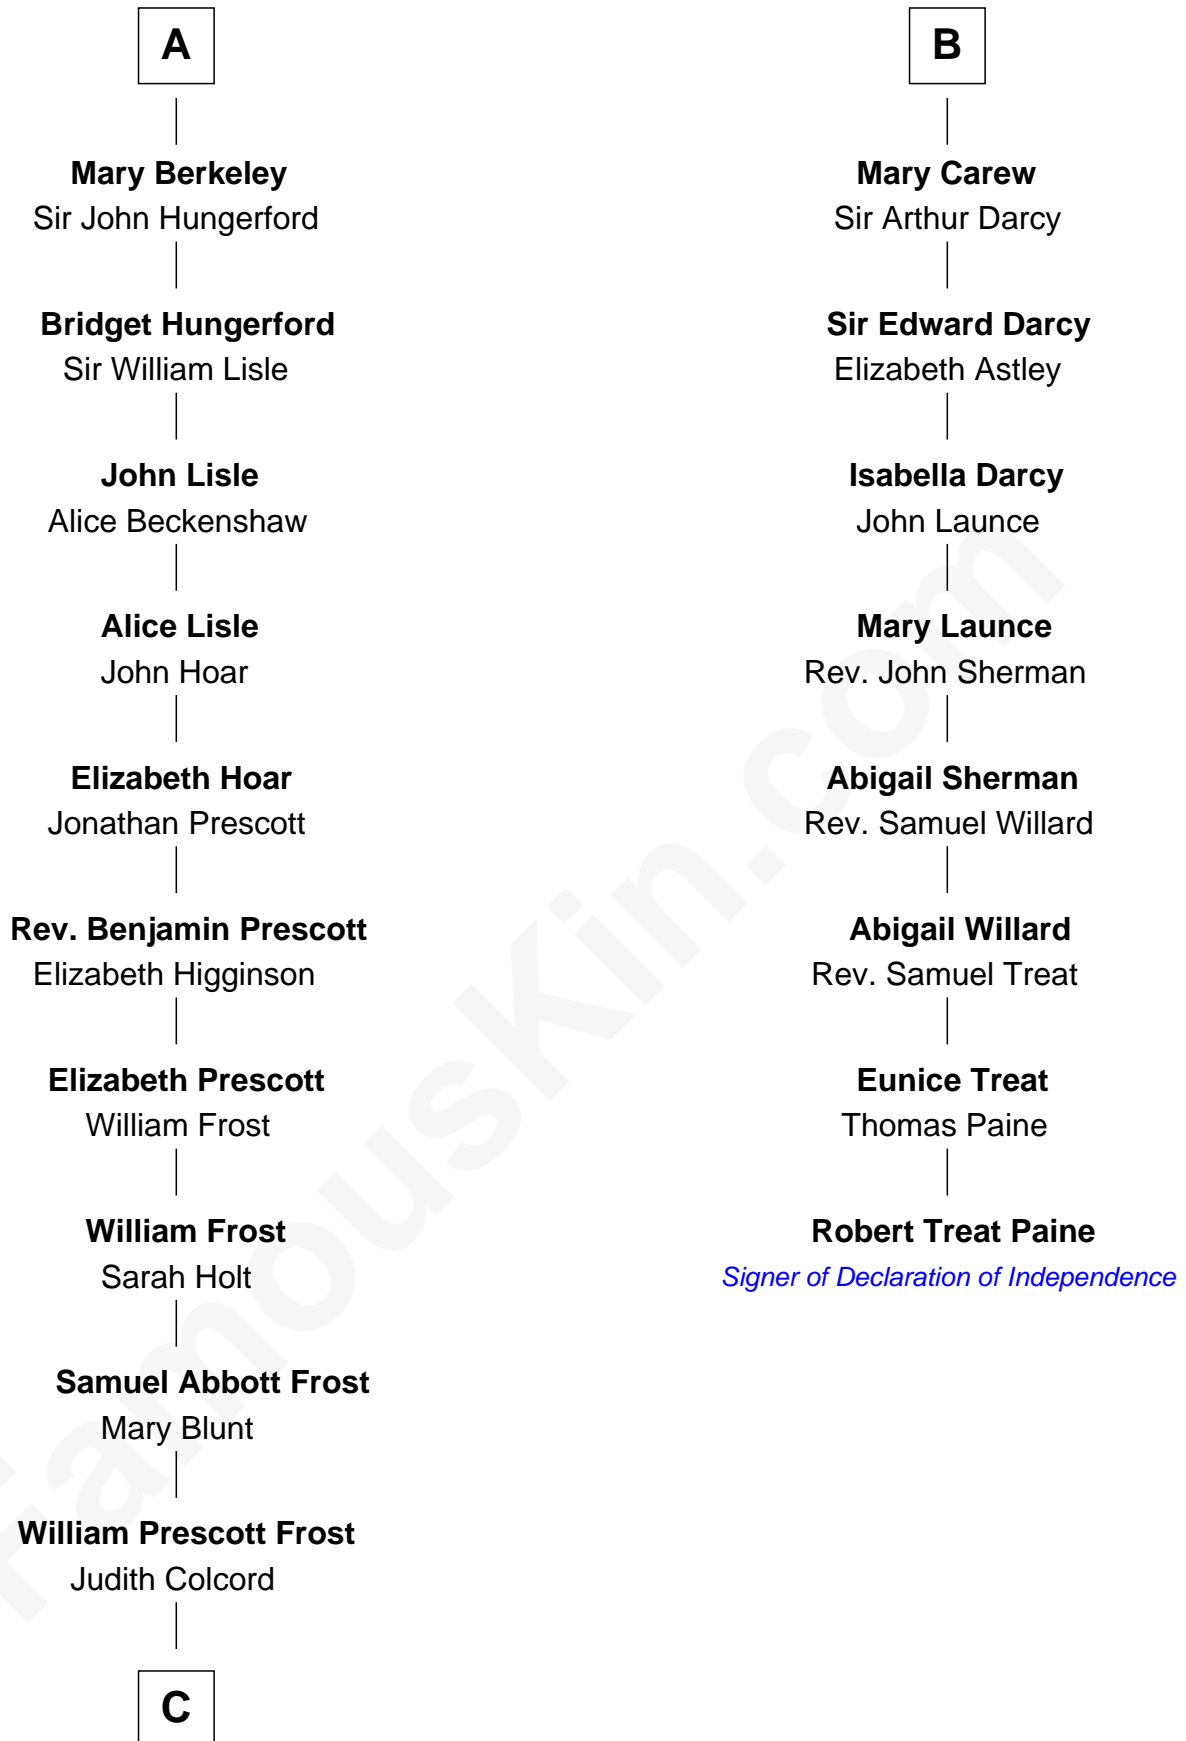 A
Mary Berkeley
Sir John Hungerford
Bridget Hungerford
Sir William Lisle
John Lisle
Alice Beckenshaw
Alice Lisle
John Hoar
Elizabeth Hoar
Jonathan Prescott
Rev. Benjamin Prescott
Elizabeth Higginson
Elizabeth Prescott
William Frost
William Frost
Sarah Holt
Samuel Abbott Frost
Mary Blunt
William Prescott Frost
Judith Colcord
C
B
Mary Carew
Sir Arthur Darcy
Sir Edward Darcy
Elizabeth Astley
Isabella Darcy
John Launce
Mary Launce
Rev. John Sherman
Abigail Sherman
Rev. Samuel Willard
Abigail Willard
Rev. Samuel Treat
Eunice Treat
Thomas Paine
Robert Treat Paine
Signer of Declaration of Independence
FamousKin.com